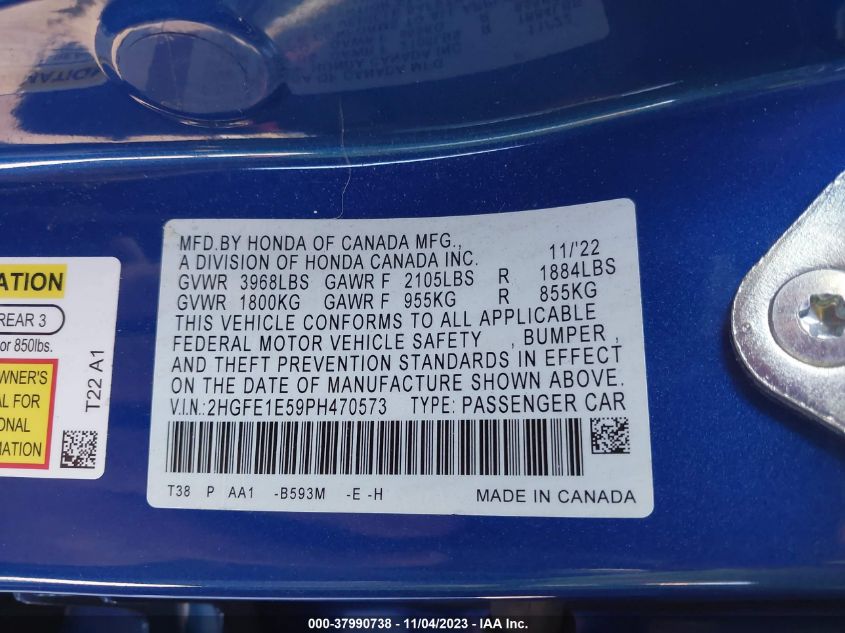 MFD.BY HONDA OF CANADA MFG.,
A DIVISION OF HONDA CANADA INC. 11/'22
GVWR 3968LBS GAWR F 2105LBS R 1884LBS
GVWR 1800KG GAWR F 955KG R 855KG
THIS VEHICLE CONFORMS TO ALL APPLICABLE
FEDERAL MOTOR VEHICLE SAFETY , BUMPER ,
AND THEFT PREVENTION STANDARDS IN EFFECT
ON THE DATE OF MANUFACTURE SHOWN ABOVE.
V.I.N.:2HGFE1E59PH470573 TYPE: PASSENGER CAR
T38 P AA1 -B593M -E -H MADE IN CANADA
REAR 3
or 850lbs.
WNER'S
AL FOR
ONAL
MATION
T22 A1
000-37990738 - 11/04/2023 - IAA Inc.